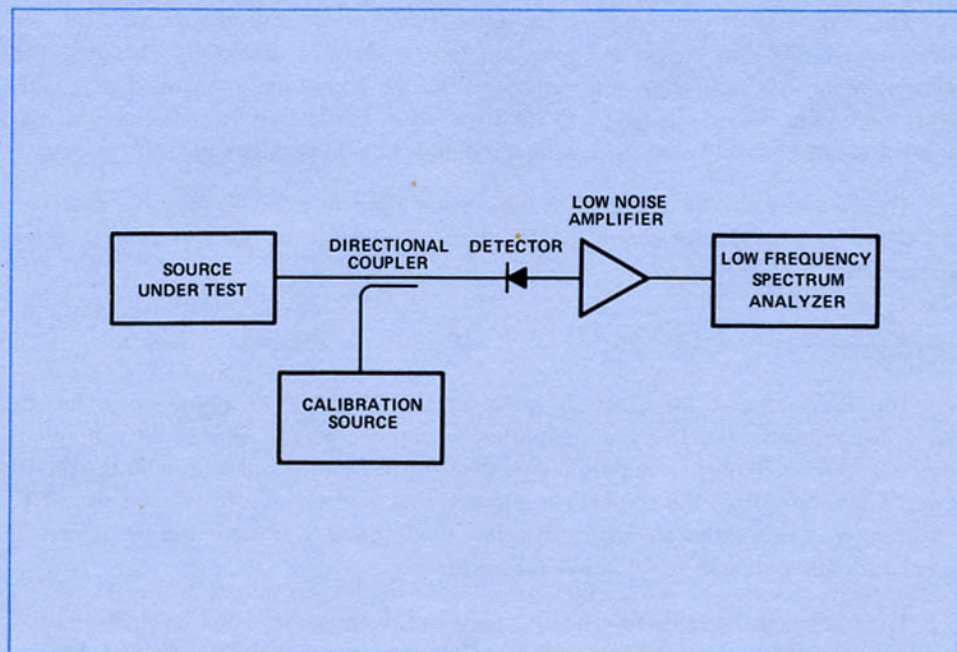 LOW NOISE
AMPLIFIER
DIRECTIONAL
COUPLER
DETECTOR
SOURCE
UNDER TEST
LOW FREQUENCY
SPECTRUM
ANALYZER
CALIBRATION
SOURCE